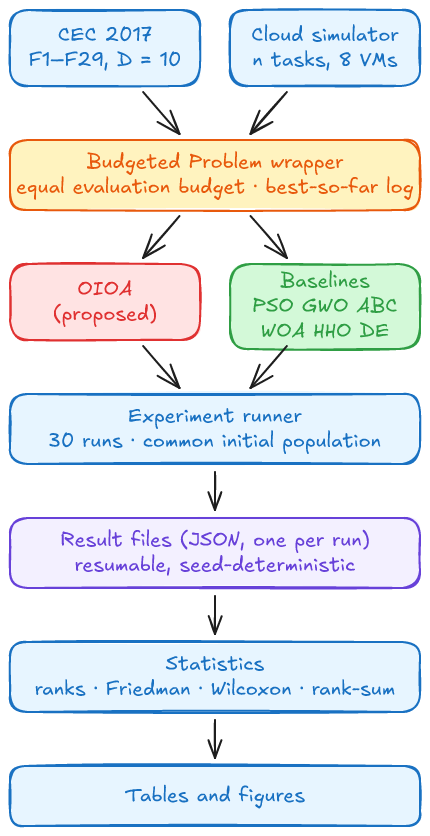 CEC 2017
F1–F29, D = 10
Cloud simulator
n tasks, 8 VMs
Budgeted Problem wrapper
equal evaluation budget · best-so-far log
OIOA
(proposed)
Baselines
PSO GWO ABC
WOA HHO DE
Experiment runner
30 runs · common initial population
Result files (JSON, one per run)
resumable, seed-deterministic
Statistics
ranks · Friedman · Wilcoxon · rank-sum
Tables and figures